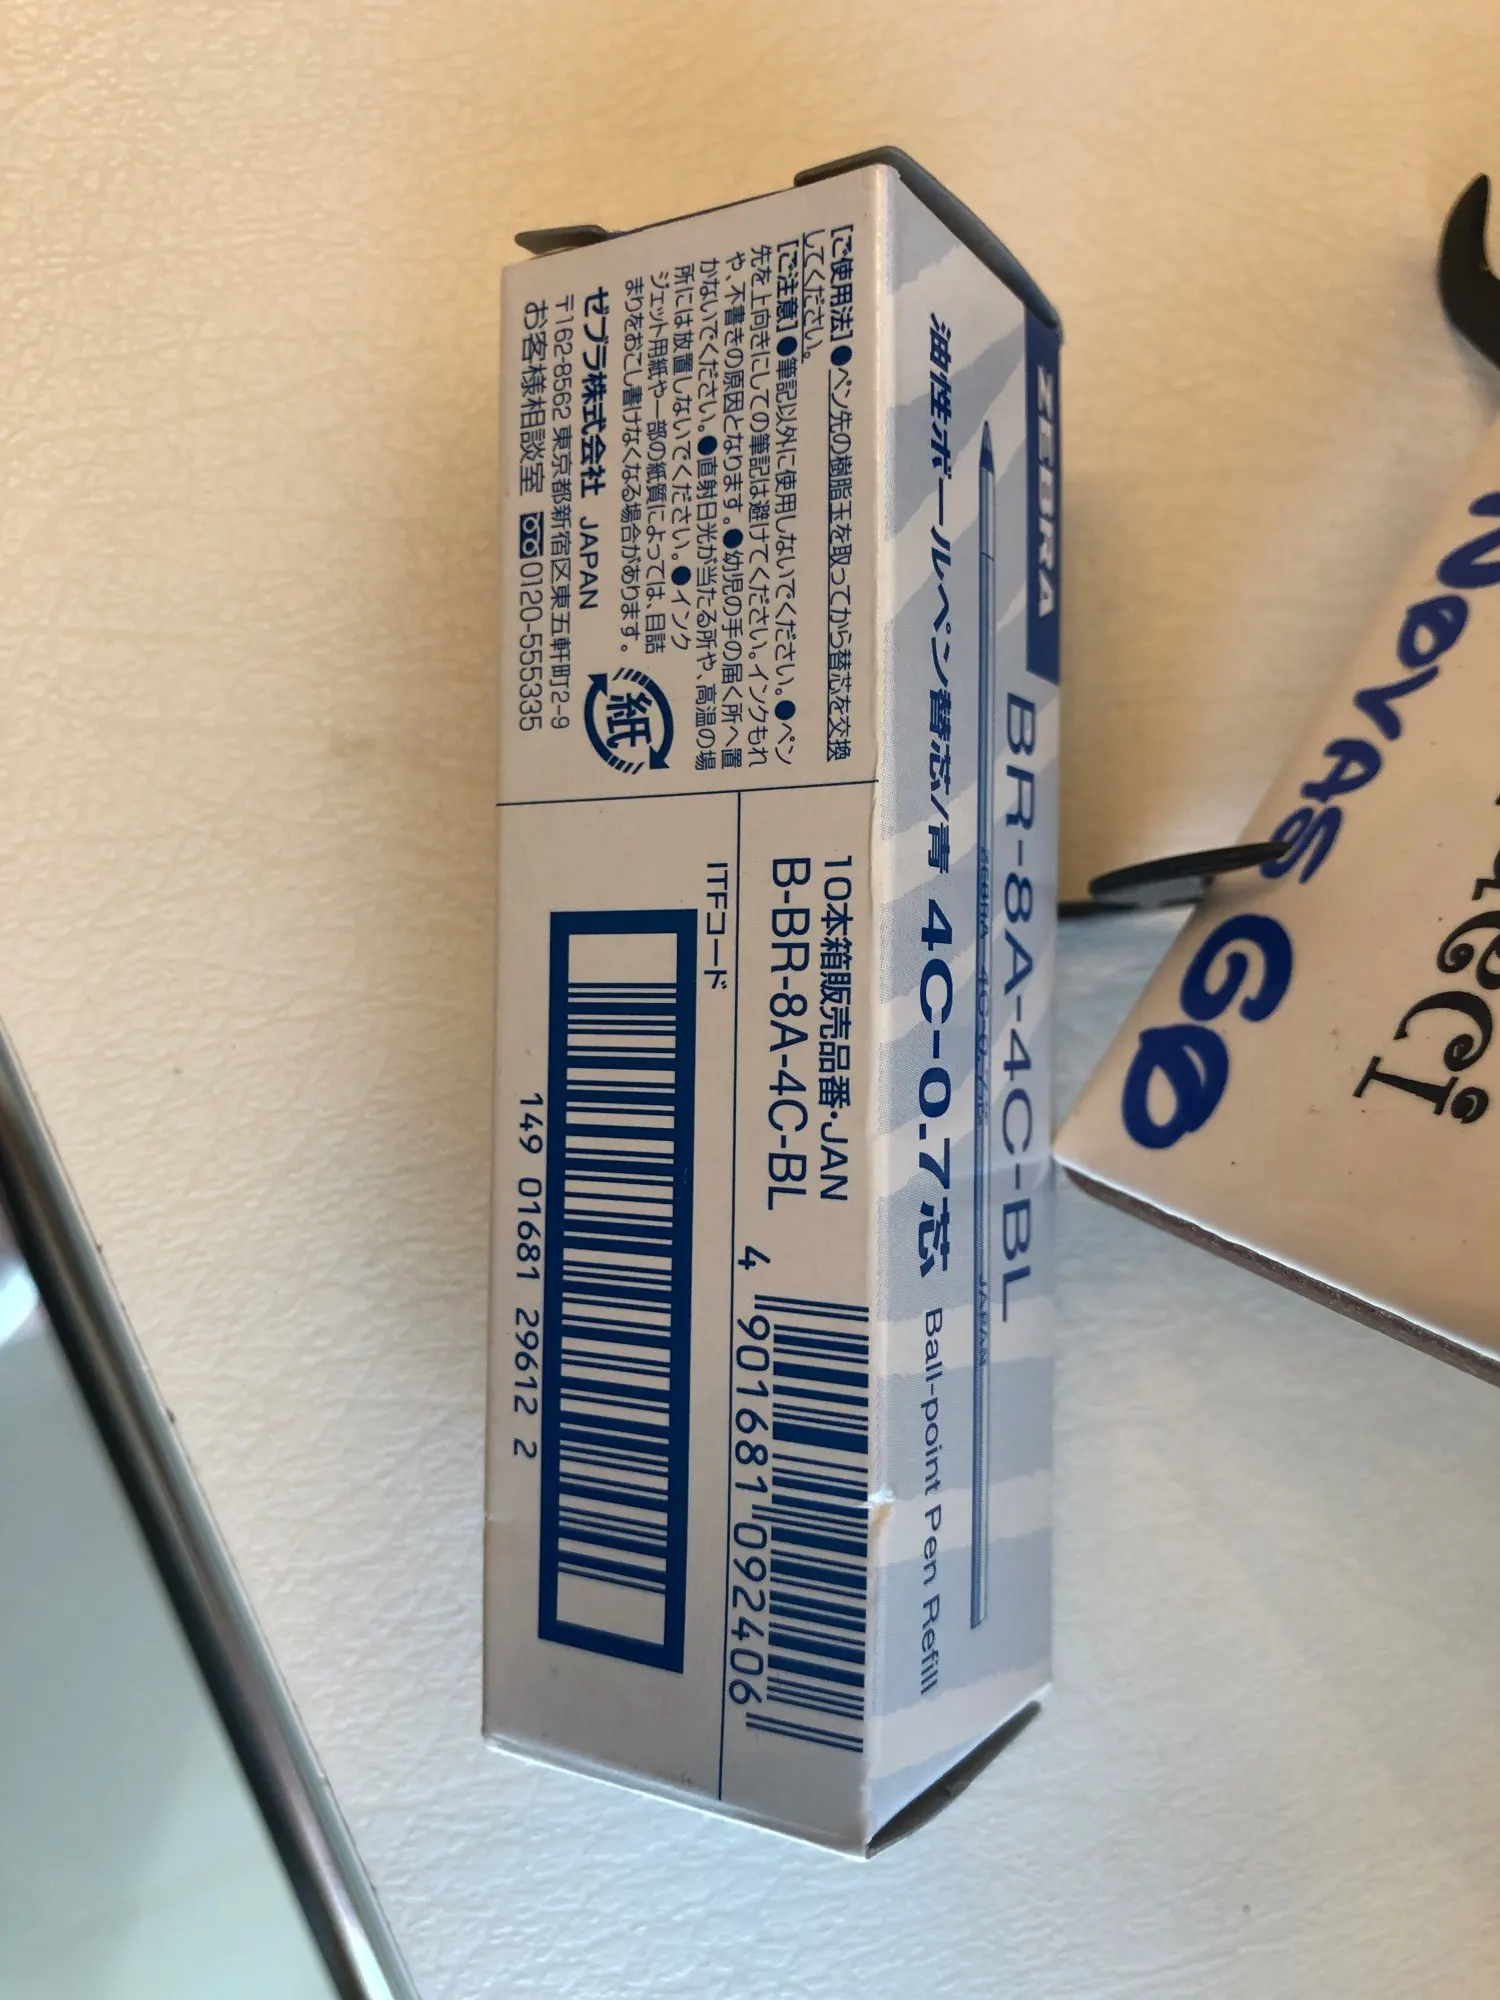 ZEBRA
BR-8A-4C-BL
ZEBRA 4C-0.7芯
JAPAN
油性ボールペン替芯/青 4C-0.7芯 Ball-point Pen Refill
[ご使用法]●ペン先の樹脂玉を取ってから替芯を交換
してください。
[ご注意]●筆記以外に使用しないでください。●ペン
先を上向きにしての筆記は避けてください。インクもれ
や、不書きの原因となります。●幼児の手の届く所へ置
かないでください。●直射日光が当たる所や、高温の場
所には放置しないでください。●インク
ジェット用紙や一部の紙質によっては、目詰
まりをおこし書けなくなる場合があります。
ゼブラ株式会社 JAPAN
〒162-8562 東京都新宿区東五軒町2-9
お客様相談室 0120-555335
紙
10本箱販売品番・JAN
B-BR-8A-4C-BL
4 901681 092406
ITFコード
149 01681 29612 2
NOVAS
GO